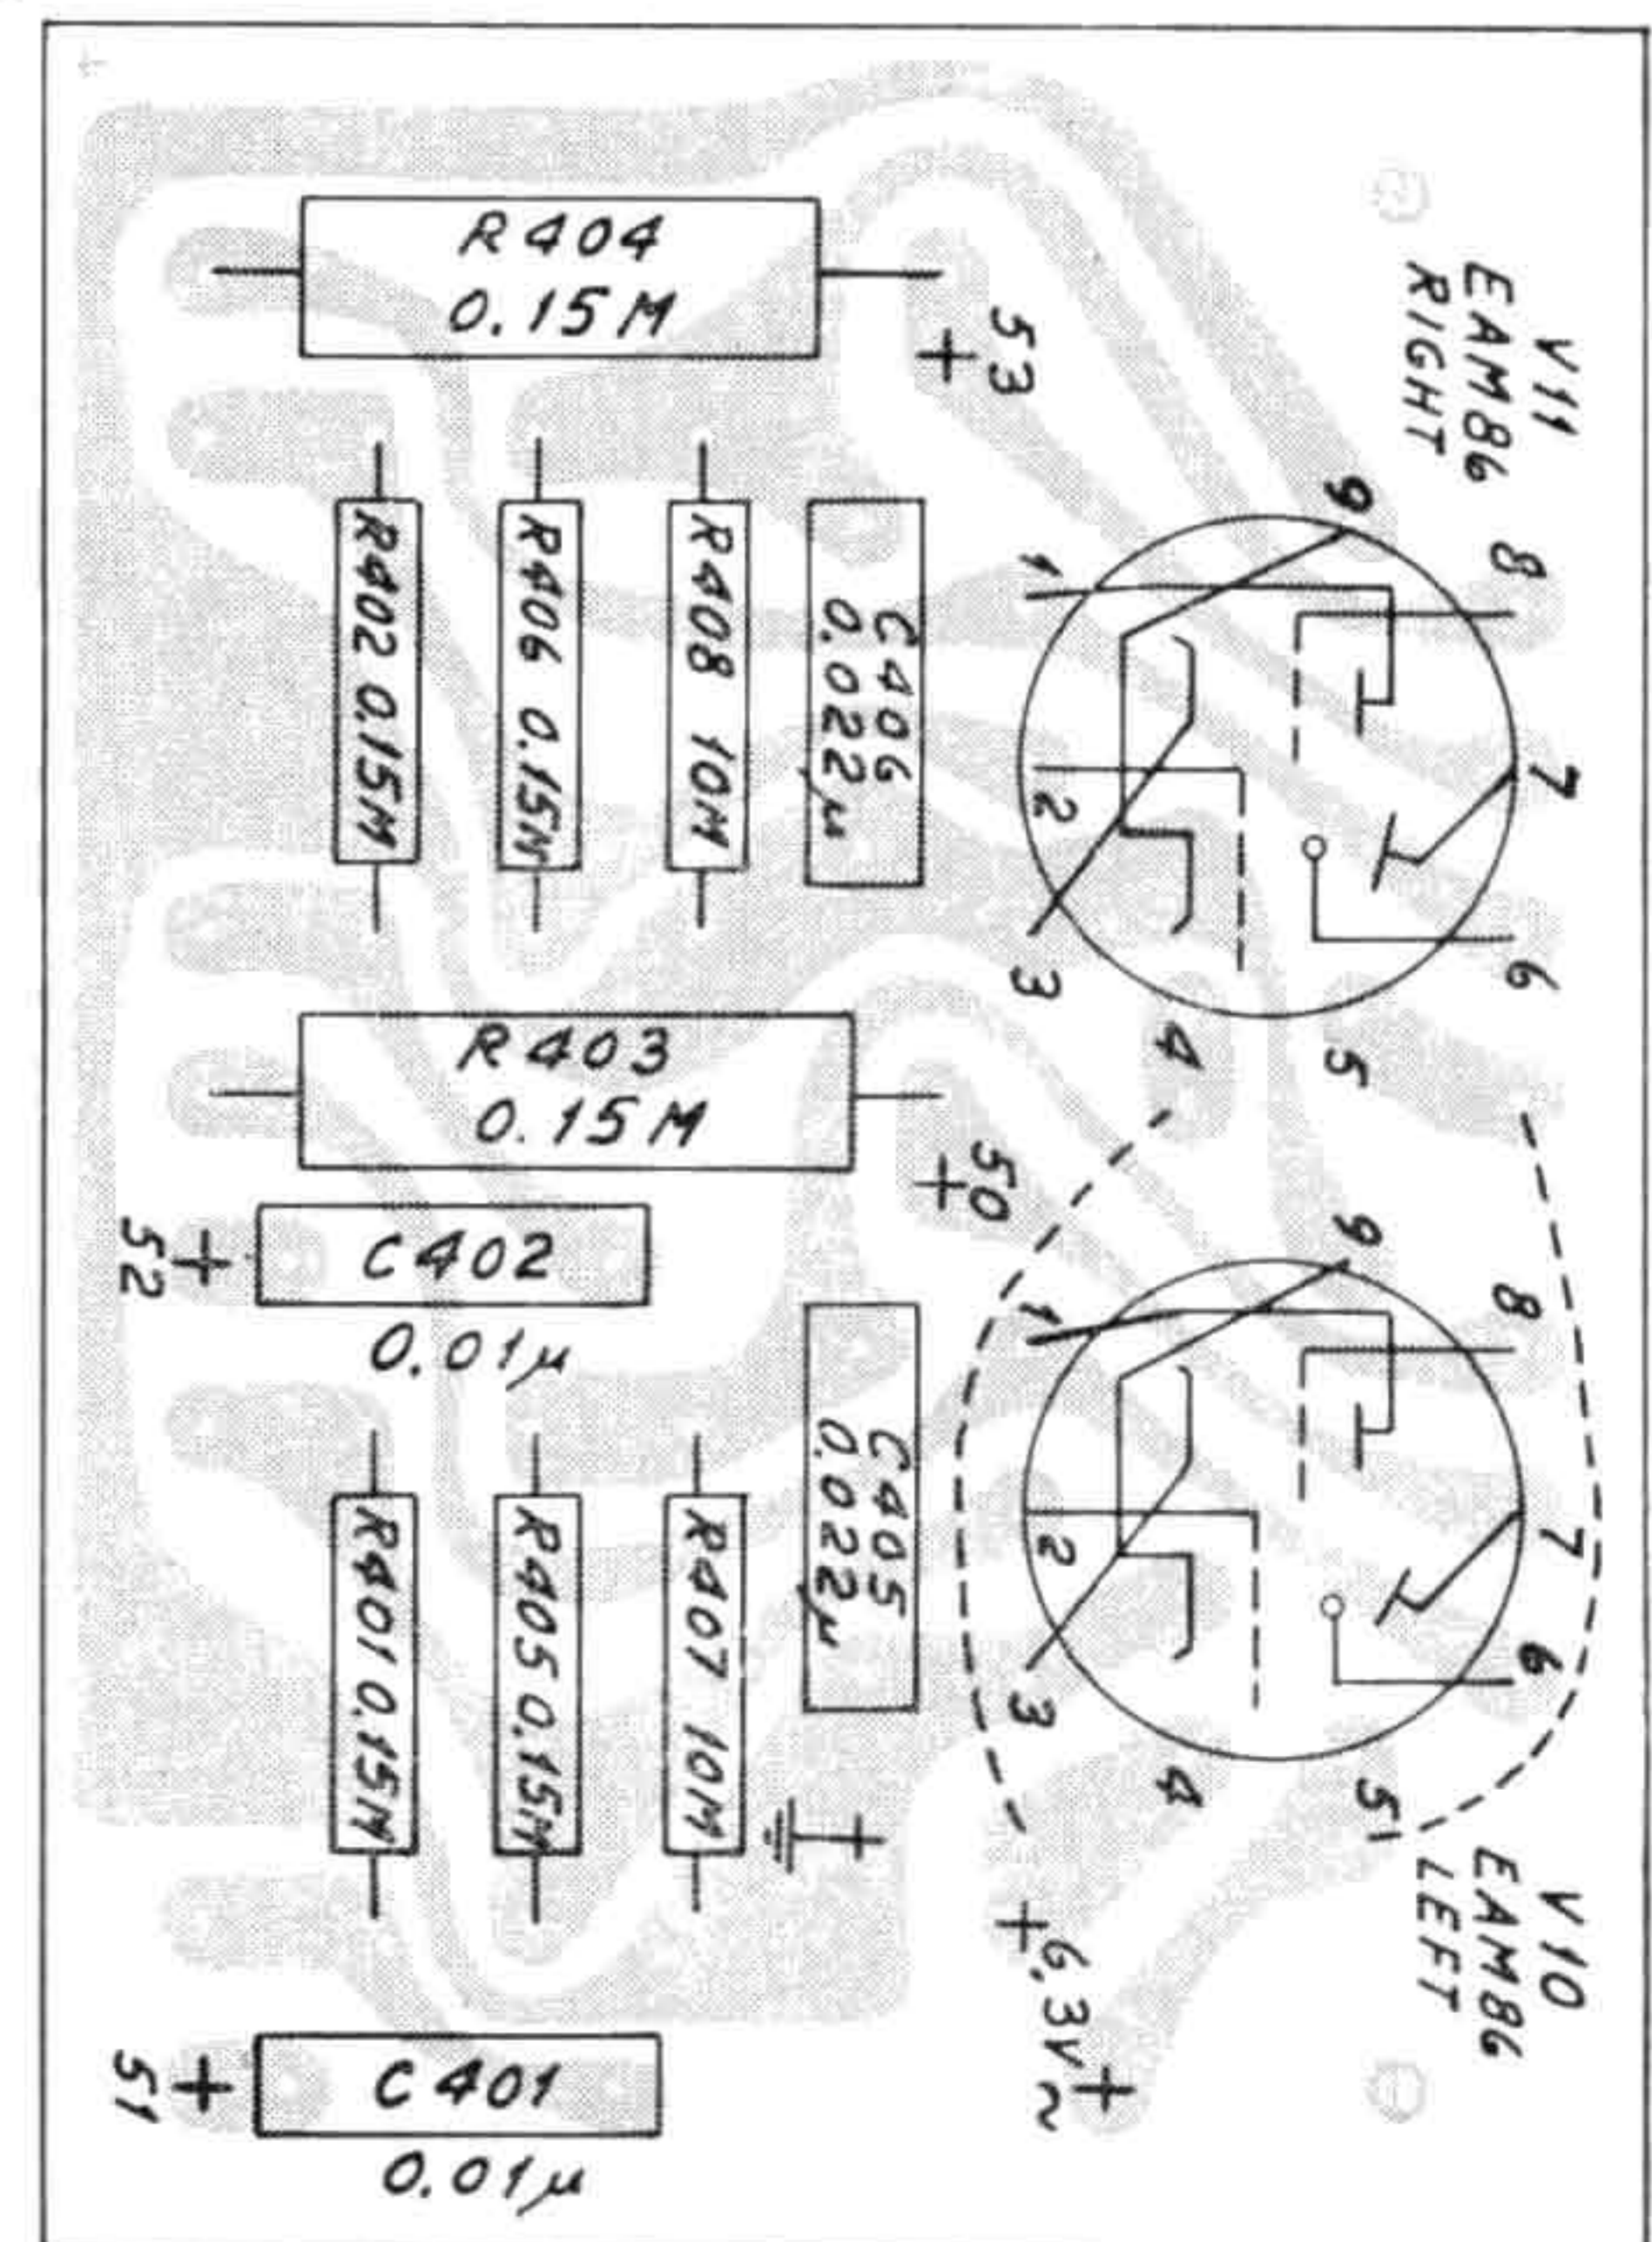 R404
0.15M
53
V11
EAM86
RIGHT
R402 0.15M
R406 0.15M
R408 10M
C406
0.022μ
9
8
1
7
2
6
3
4
5
R403
0.15M
50
52
C402
0.01μ
9
8
1
7
2
6
3
4
5
R401 0.15M
R405 0.15M
R407 10M
C405
0.022μ
V10
EAM86
LEFT
6.3V~
51
C401
0.01μ